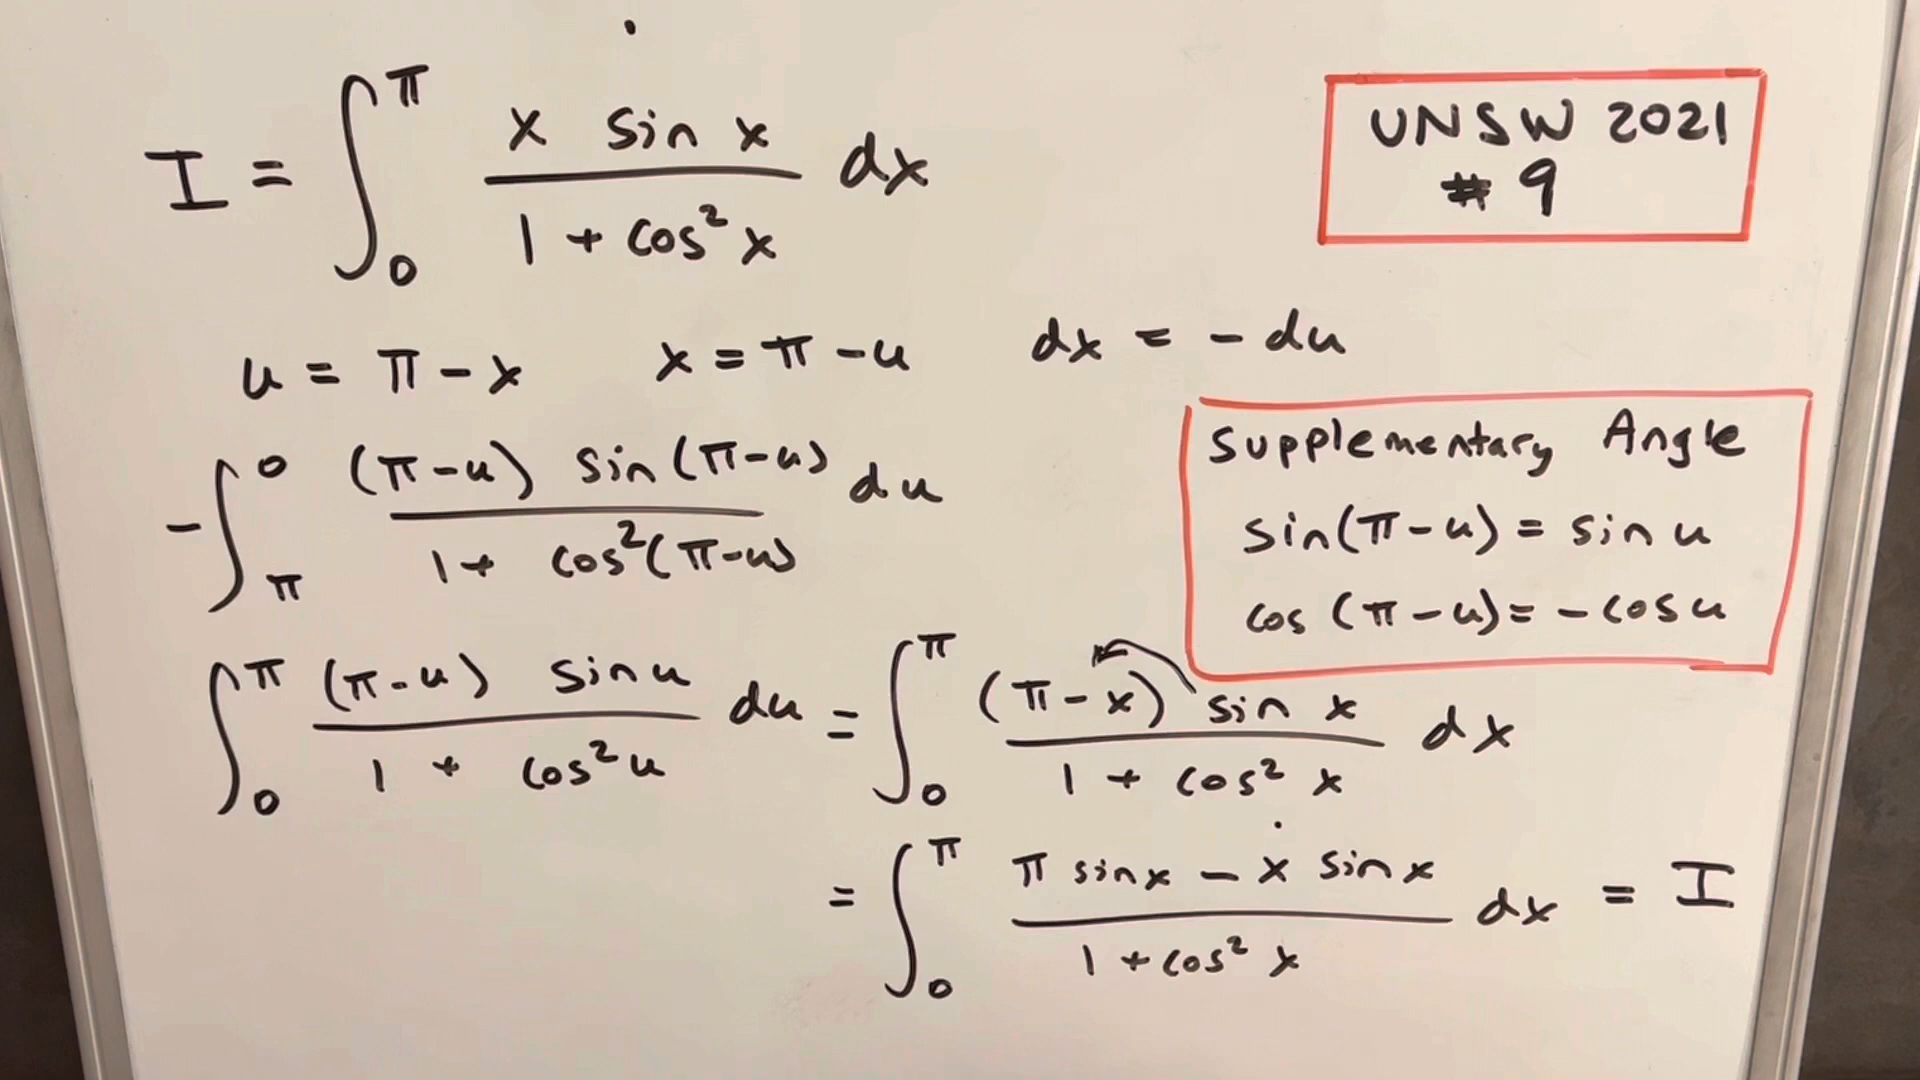 I = ∫₀^π (x sin x)/(1 + cos² x) dx
UNSW 2021
# 9
u = π - x    x = π - u    dx = - du
- ∫_π^0 ((π-u) sin(π-u))/(1 + cos²(π-u)) du
Supplementary Angle
sin(π-u) = sin u
cos(π-u) = - cos u
∫₀^π ((π-u) sin u)/(1 + cos² u) du = ∫₀^π ((π-x) sin x)/(1 + cos² x) dx
= ∫₀^π (π sin x - x sin x)/(1 + cos² x) dx = I